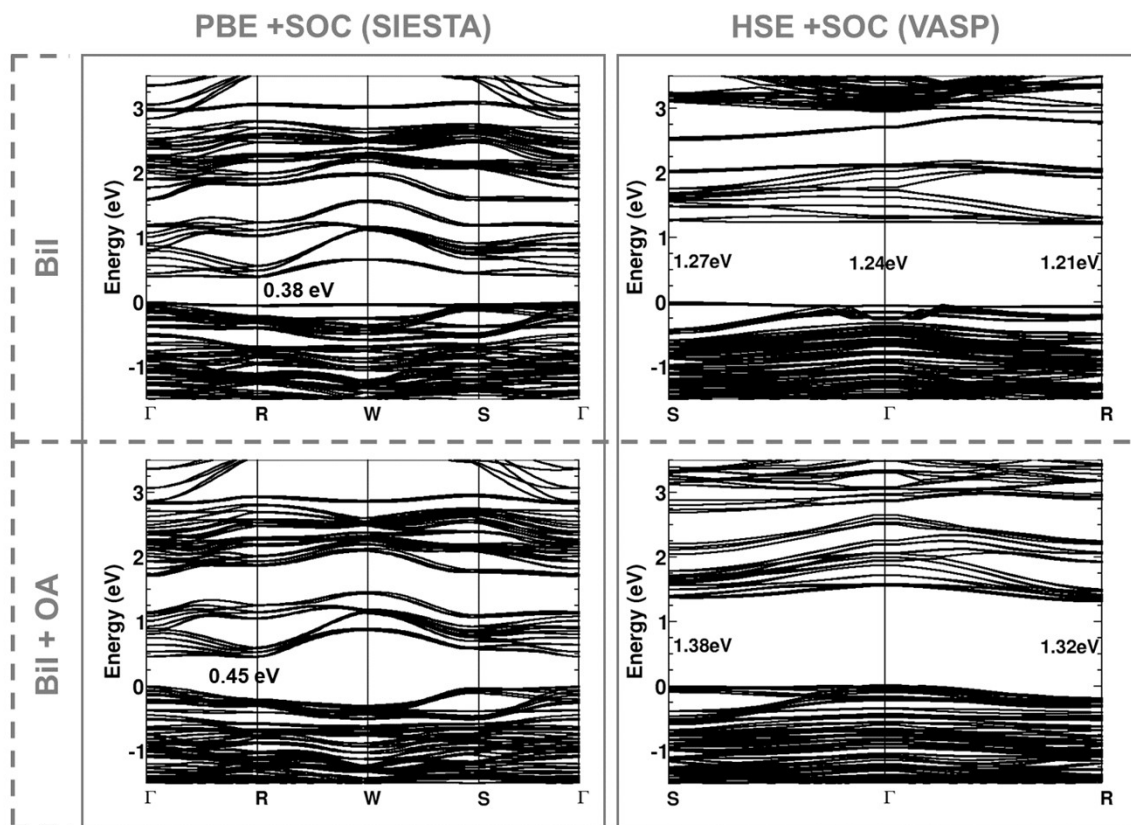 PBE +SOC (SIESTA)
HSE +SOC (VASP)
BiI
Energy (eV)
3
2
1
0
-1
0.38 eV
Γ R W S Γ
Energy (eV)
3
2
1
0
-1
1.27eV 1.24eV 1.21eV
S Γ R
BiI + OA
Energy (eV)
3
2
1
0
-1
0.45 eV
Γ R W S Γ
Energy (eV)
3
2
1
0
-1
1.38eV 1.32eV
S Γ R